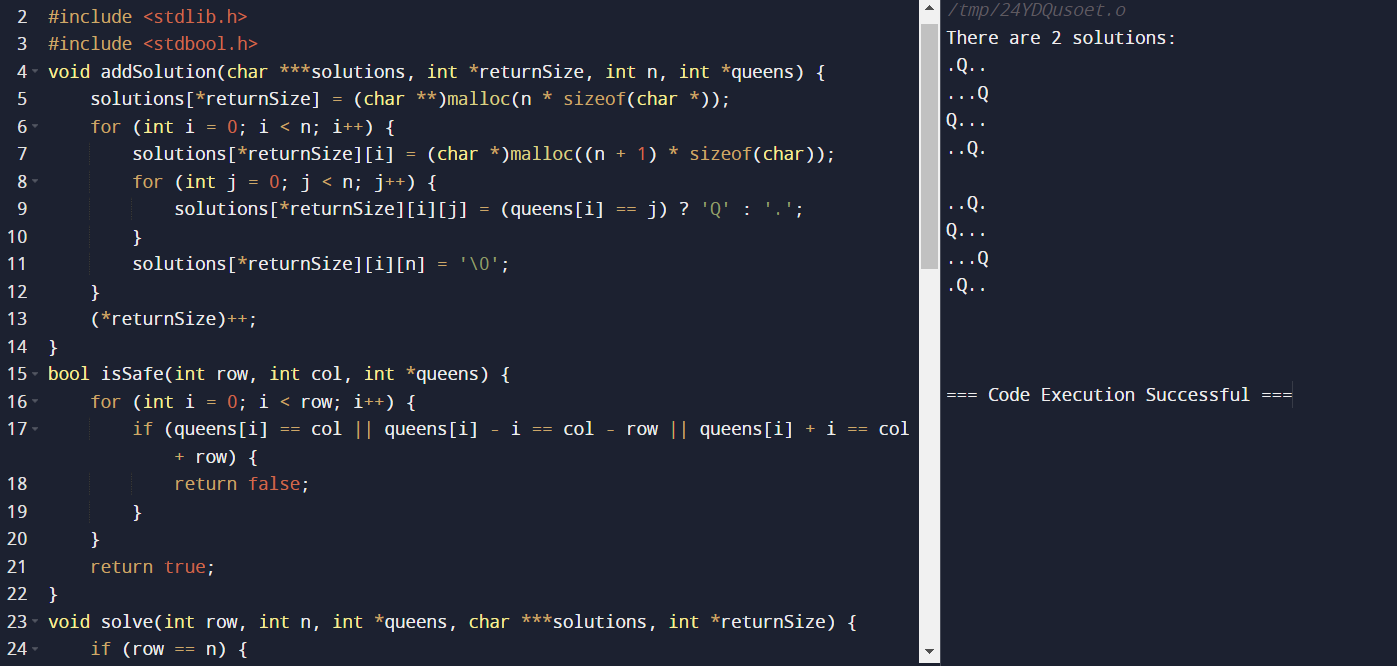 2 #include <stdlib.h>
3 #include <stdbool.h>
4 void addSolution(char ***solutions, int *returnSize, int n, int *queens) {
5 solutions[*returnSize] = (char **)malloc(n * sizeof(char *));
6 for (int i = 0; i < n; i++) {
7 solutions[*returnSize][i] = (char *)malloc((n + 1) * sizeof(char));
8 for (int j = 0; j < n; j++) {
9 solutions[*returnSize][i][j] = (queens[i] == j) ? 'Q' : '.';
10 }
11 solutions[*returnSize][i][n] = '\0';
12 }
13 (*returnSize)++;
14 }
15 bool isSafe(int row, int col, int *queens) {
16 for (int i = 0; i < row; i++) {
17 if (queens[i] == col || queens[i] - i == col - row || queens[i] + i == col
+ row) {
18 return false;
19 }
20 }
21 return true;
22 }
23 void solve(int row, int n, int *queens, char ***solutions, int *returnSize) {
24 if (row == n) {
/tmp/24YDQusoet.o
There are 2 solutions:
.Q..
...Q
Q...
..Q.
..Q.
Q...
...Q
.Q..
=== Code Execution Successful ===